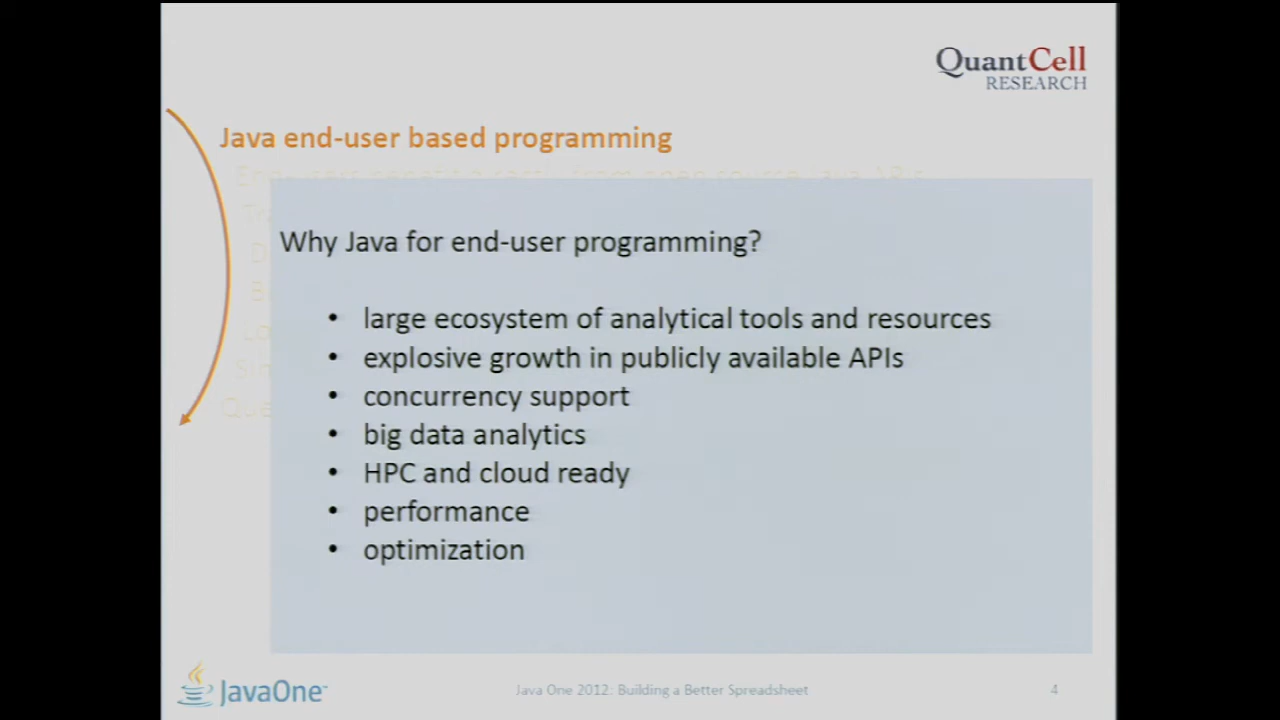 QuantCell
RESEARCH
Java end-user based programming
Why Java for end-user programming?
• large ecosystem of analytical tools and resources
• explosive growth in publicly available APIs
• concurrency support
• big data analytics
• HPC and cloud ready
• performance
• optimization
JavaOne™
Java One 2012: Building a Better Spreadsheet
4